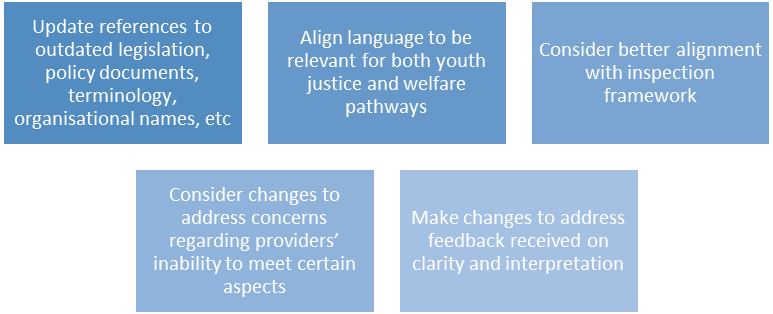 Update references to
outdated legislation,
policy documents,
terminology,
organisational names, etc
Align language to be
relevant for both youth
justice and welfare
pathways
Consider better alignment
with inspection
framework
Consider changes to
address concerns
regarding providers'
inability to meet certain
aspects
Make changes to address
feedback received on
clarity and interpretation